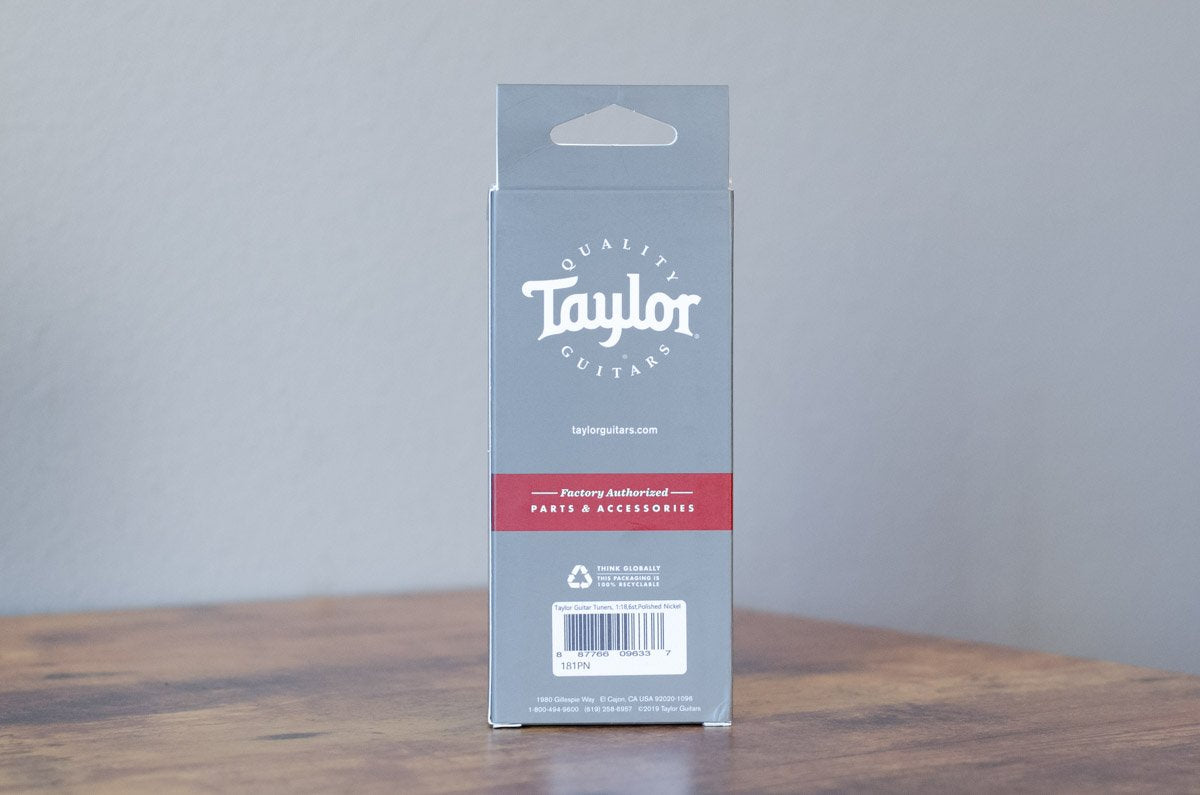 QUALITY
Taylor®
GUITARS®
taylorguitars.com
Factory Authorized
PARTS & ACCESSORIES
THINK GLOBALLY
THIS PACKAGING IS
100% RECYCLABLE
Taylor Guitar Tuners, 1:18,6st,Polished Nickel
8 87766 09633 7
181PN
1980 Gillespie Way El Cajon, CA USA 92020-1096
1-800-494-9600 (619) 258-6957 ©2019 Taylor Guitars